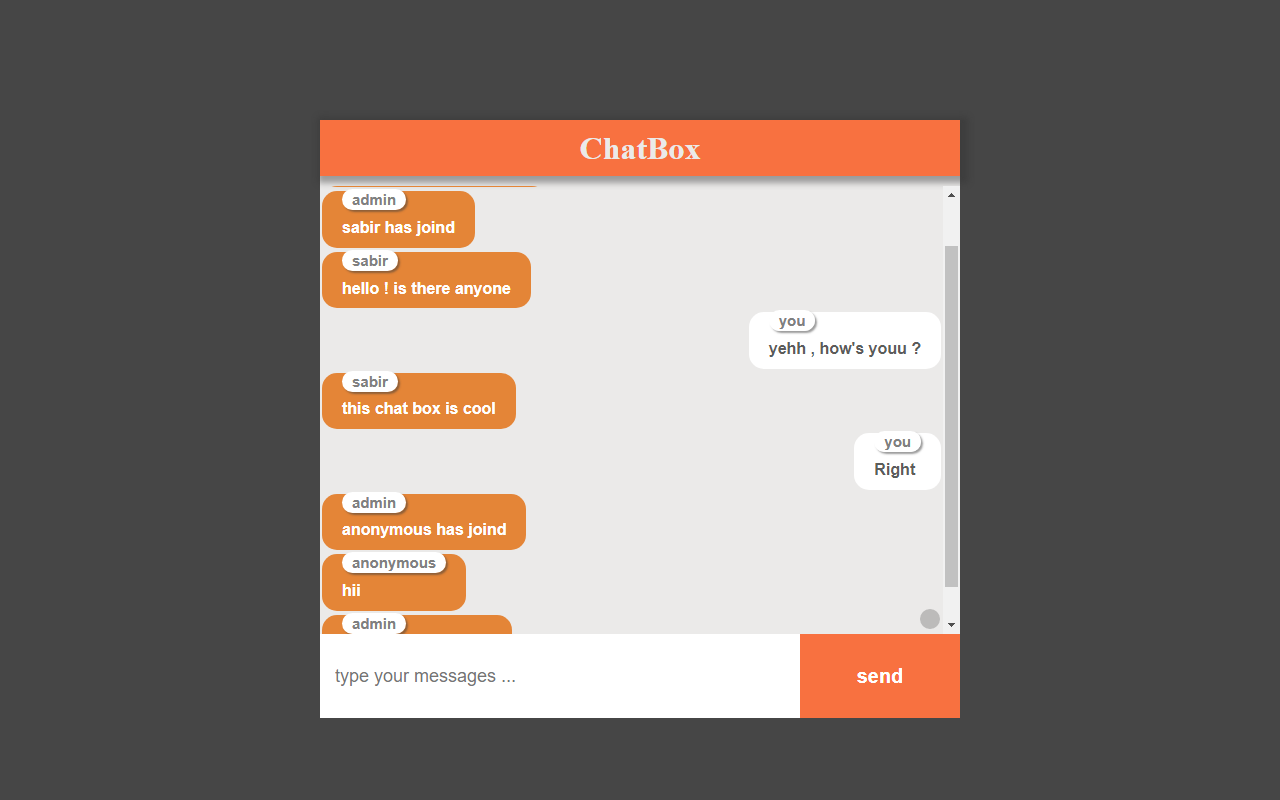 ChatBox
admin
sabir has joind
sabir
hello ! is there anyone
you
yehh , how's youu ?
sabir
this chat box is cool
you
Right
admin
anonymous has joind
anonymous
hii
admin
type your messages ...
send